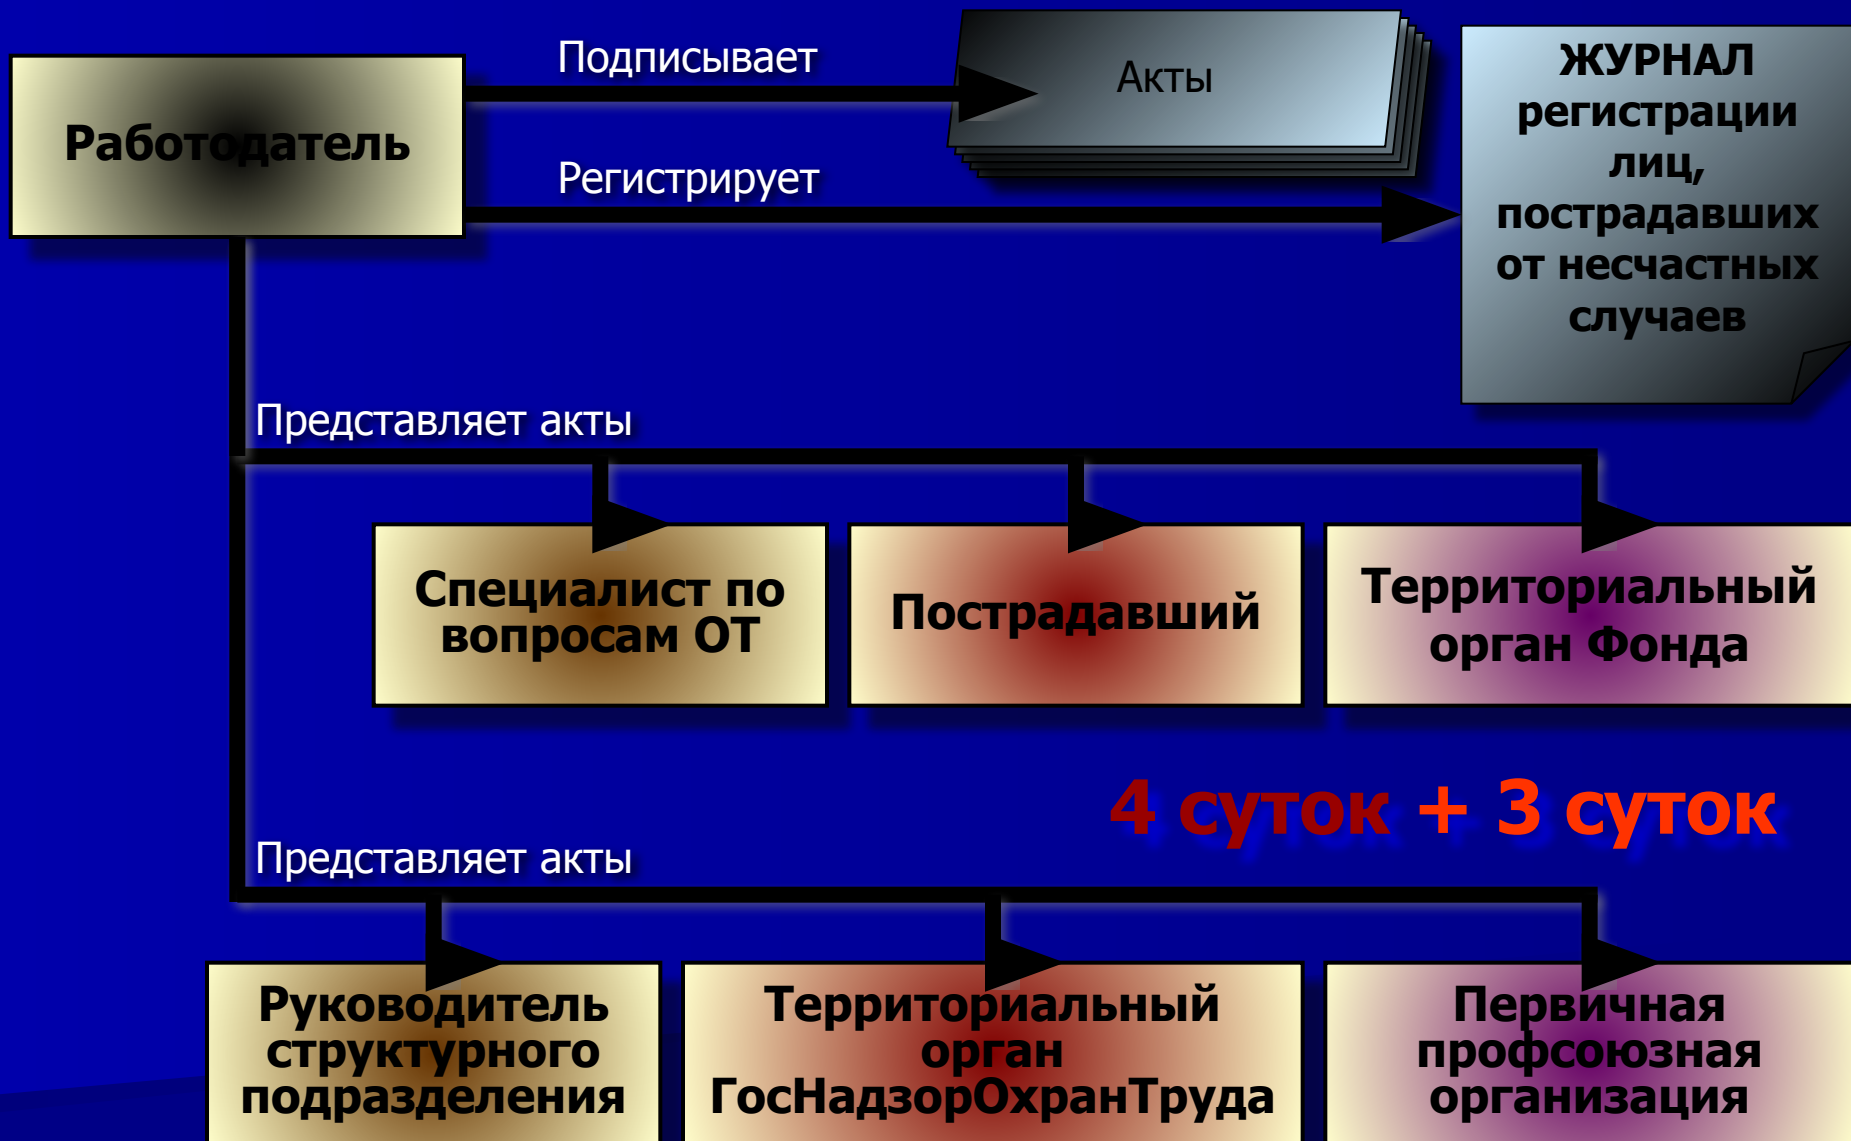 Подписывает
Акты
Работодатель
Регистрирует
ЖУРНАЛ
регистрации
лиц,
пострадавших
от несчастных
случаев
Представляет акты
Специалист по
вопросам ОТ
Пострадавший
Территориальный
орган Фонда
4 суток + 3 суток
Представляет акты
Руководитель
структурного
подразделения
Территориальный
орган
ГосНадзорОхранТруда
Первичная
профсоюзная
организация